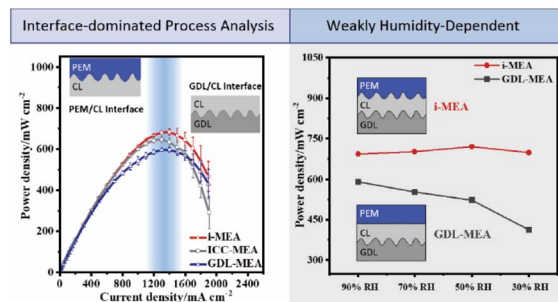 Interface-dominated Process Analysis
Weakly Humidity-Dependent
Power density/mW cm⁻²
1000
800
600
400
200
0
PEM
CL
PEM/CL Interface
GDL/CL Interface
CL
GDL
i-MEA
ICC-MEA
GDL-MEA
0 400 800 1200 1600 2000 2400
Current density/mA cm⁻²
Power density/mW cm⁻²
1050
900
750
600
450
300
i-MEA
GDL-MEA
PEM
CL
GDL
i-MEA
PEM
CL
GDL
GDL-MEA
90% RH 70% RH 50% RH 30% RH